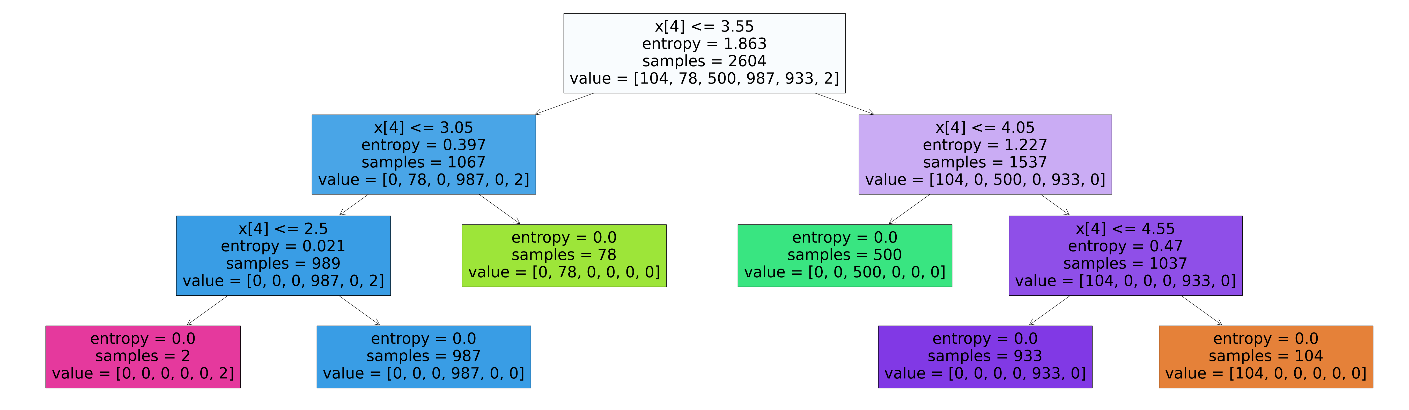 x[4] <= 3.55
entropy = 1.863
samples = 2604
value = [104, 78, 500, 987, 933, 2]
x[4] <= 3.05
entropy = 0.397
samples = 1067
value = [0, 78, 0, 987, 0, 2]
x[4] <= 4.05
entropy = 1.227
samples = 1537
value = [104, 0, 500, 0, 933, 0]
x[4] <= 2.5
entropy = 0.021
samples = 989
value = [0, 0, 0, 987, 0, 2]
entropy = 0.0
samples = 78
value = [0, 78, 0, 0, 0, 0]
entropy = 0.0
samples = 500
value = [0, 0, 500, 0, 0, 0]
x[4] <= 4.55
entropy = 0.47
samples = 1037
value = [104, 0, 0, 0, 933, 0]
entropy = 0.0
samples = 2
value = [0, 0, 0, 0, 0, 2]
entropy = 0.0
samples = 987
value = [0, 0, 0, 987, 0, 0]
entropy = 0.0
samples = 933
value = [0, 0, 0, 0, 933, 0]
entropy = 0.0
samples = 104
value = [104, 0, 0, 0, 0, 0]